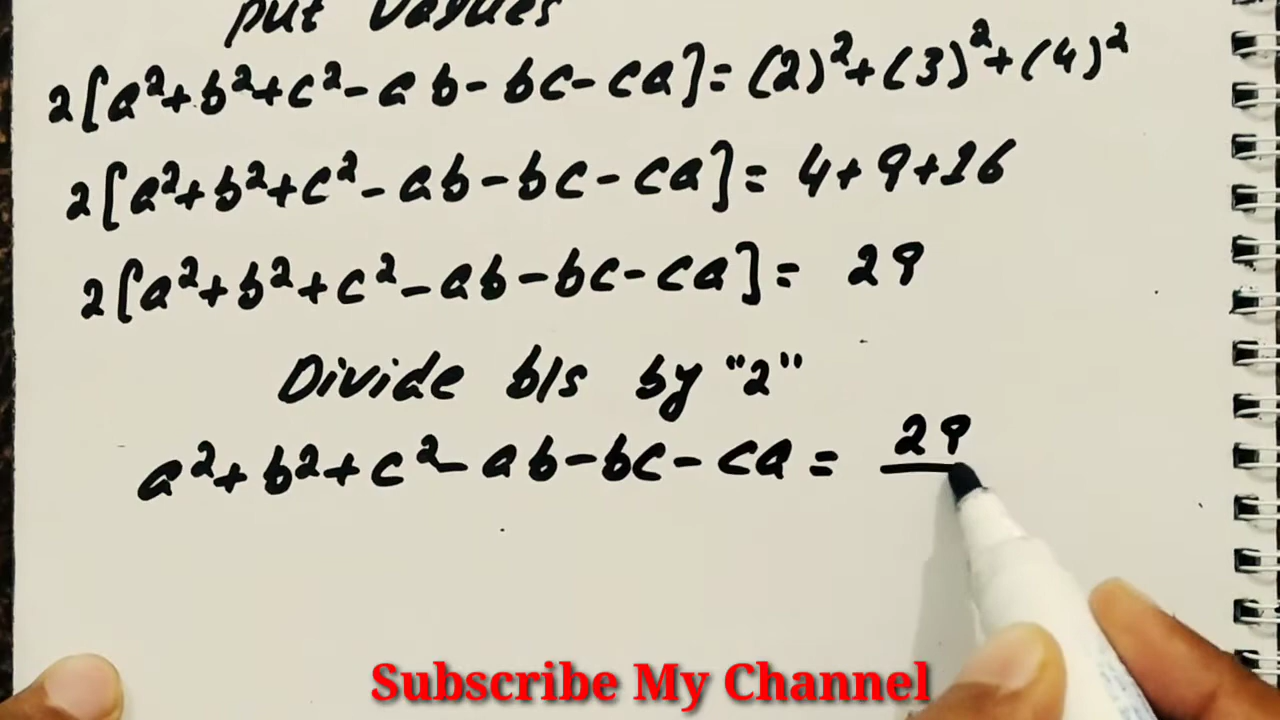 put values
2[a²+b²+c²-ab-bc-ca]=(2)²+(3)²+(4)²
2[a²+b²+c²-ab-bc-ca]= 4+9+16
2[a²+b²+c²-ab-bc-ca]= 29
Divide b/s by "2"
a²+b²+c²-ab-bc-ca= 29
Subscribe My Channel